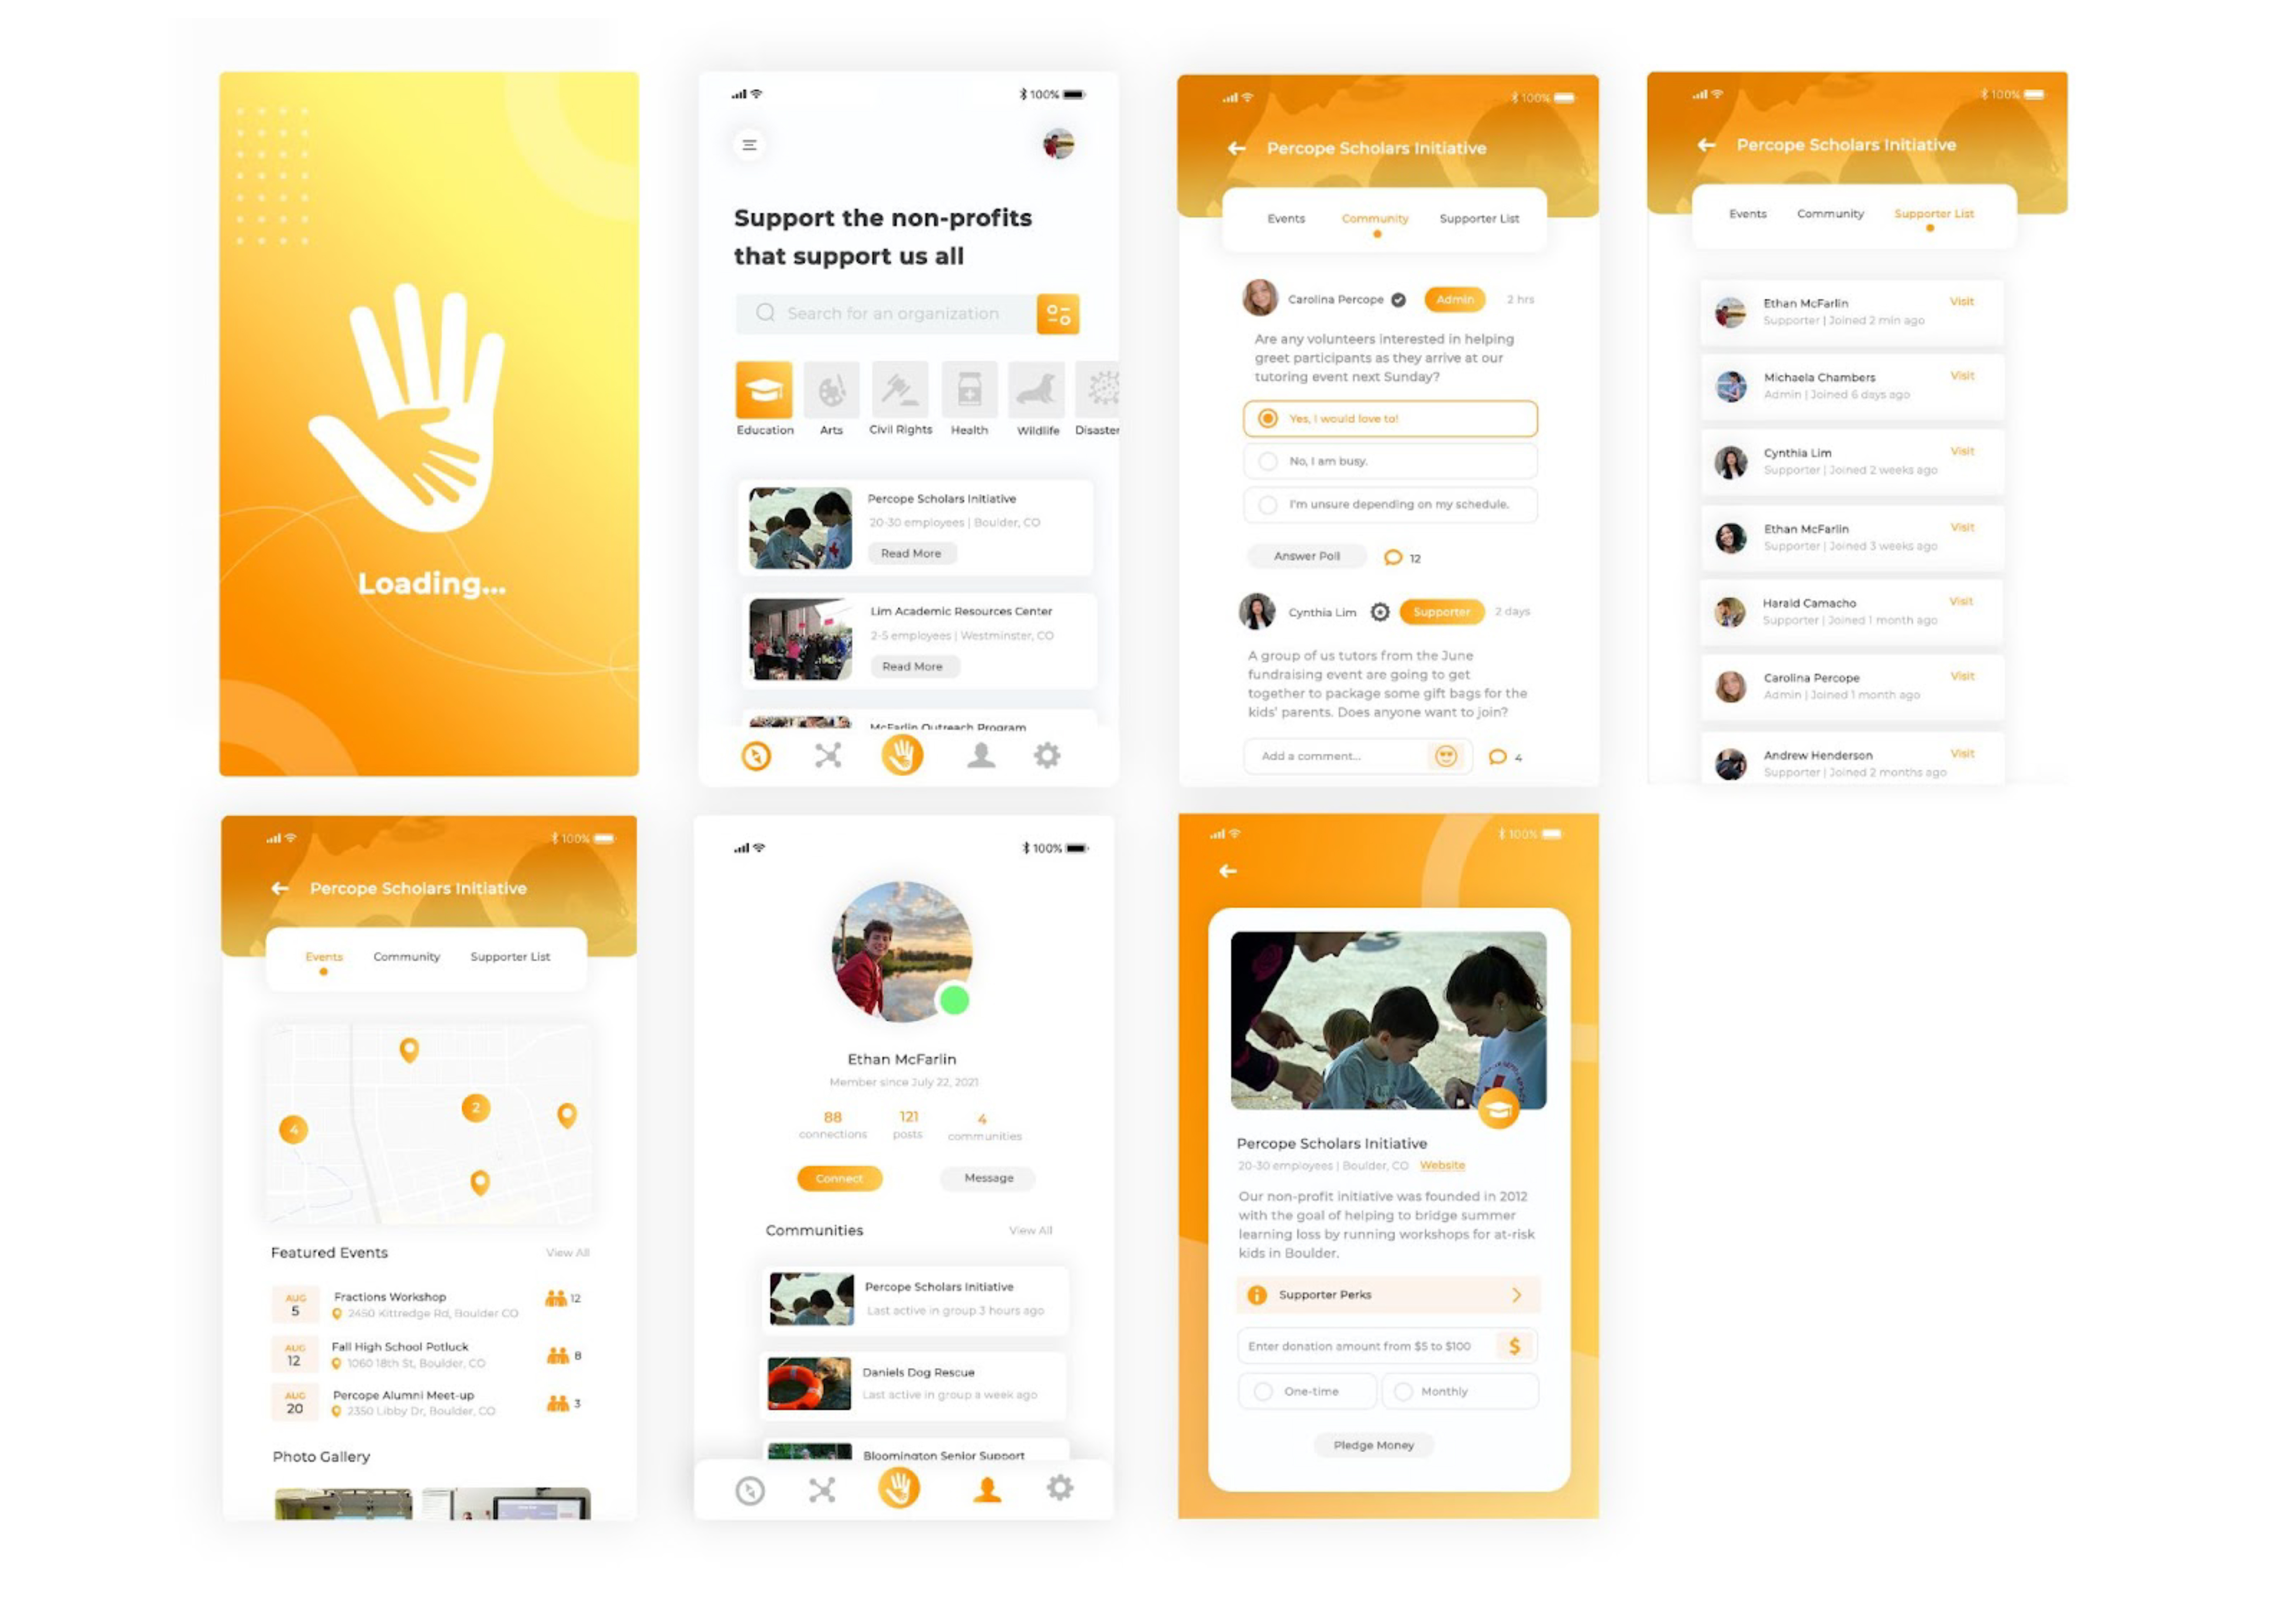 Loading...
100%
Support the non-profits
that support us all
Search for an organization
Education Arts Civil Rights Health Wildlife Disaster
Percope Scholars Initiative
20-30 employees | Boulder, CO
Read More
Lim Academic Resources Center
2-5 employees | Westminster, CO
Read More
McFarlin Outreach Program
100%
Percope Scholars Initiative
Events Community Supporter List
Carolina Percope Admin 2 hrs
Are any volunteers interested in helping
greet participants as they arrive at our
tutoring event next Sunday?
Yes, I would love to!
No, I am busy.
I'm unsure depending on my schedule.
Answer Poll 12
Cynthia Lim Supporter 2 days
A group of us tutors from the June
fundraising event are going to get
together to package some gift bags for the
kids' parents. Does anyone want to join?
Add a comment... 4
100%
Percope Scholars Initiative
Events Community Supporter List
Ethan McFarlin Visit
Supporter | Joined 2 min ago
Michaela Chambers Visit
Admin | Joined 6 days ago
Cynthia Lim Visit
Supporter | Joined 2 weeks ago
Ethan McFarlin Visit
Supporter | Joined 3 weeks ago
Harald Camacho Visit
Supporter | Joined 1 month ago
Carolina Percope Visit
Admin | Joined 1 month ago
Andrew Henderson Visit
Supporter | Joined 2 months ago
100%
Percope Scholars Initiative
Events Community Supporter List
2
4
Featured Events View All
AUG 5 Fractions Workshop 12
2450 Kittredge Rd, Boulder CO
AUG 12 Fall High School Potluck 8
1060 18th St, Boulder, CO
AUG 20 Percope Alumni Meet-up 3
2350 Libby Dr, Boulder, CO
Photo Gallery
100%
Ethan McFarlin
Member since July 22, 2021
88 121 4
connections posts communities
Connect Message
Communities View All
Percope Scholars Initiative
Last active in group 3 hours ago
Daniels Dog Rescue
Last active in group a week ago
Bloomington Senior Support
100%
Percope Scholars Initiative
20-30 employees | Boulder, CO Website
Our non-profit initiative was founded in 2012
with the goal of helping to bridge summer
learning loss by running workshops for at-risk
kids in Boulder.
Supporter Perks
Enter donation amount from $5 to $100 $
One-time Monthly
Pledge Money